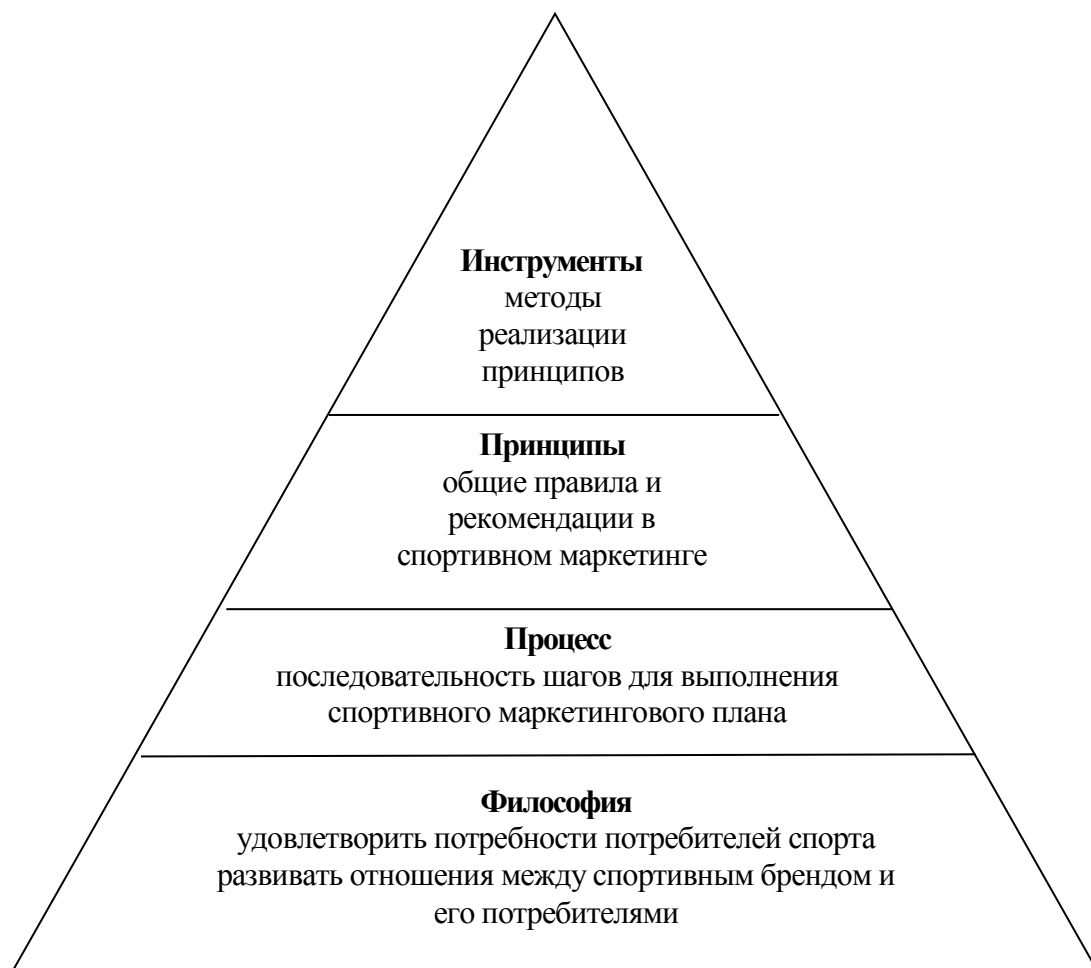 Инструменты
методы
реализации
принципов
Принципы
общие правила и
рекомендации в
спортивном маркетинге
Процесс
последовательность шагов для выполнения
спортивного маркетингового плана
Философия
удовлетворить потребности потребителей спорта
развивать отношения между спортивным брендом и
его потребителями